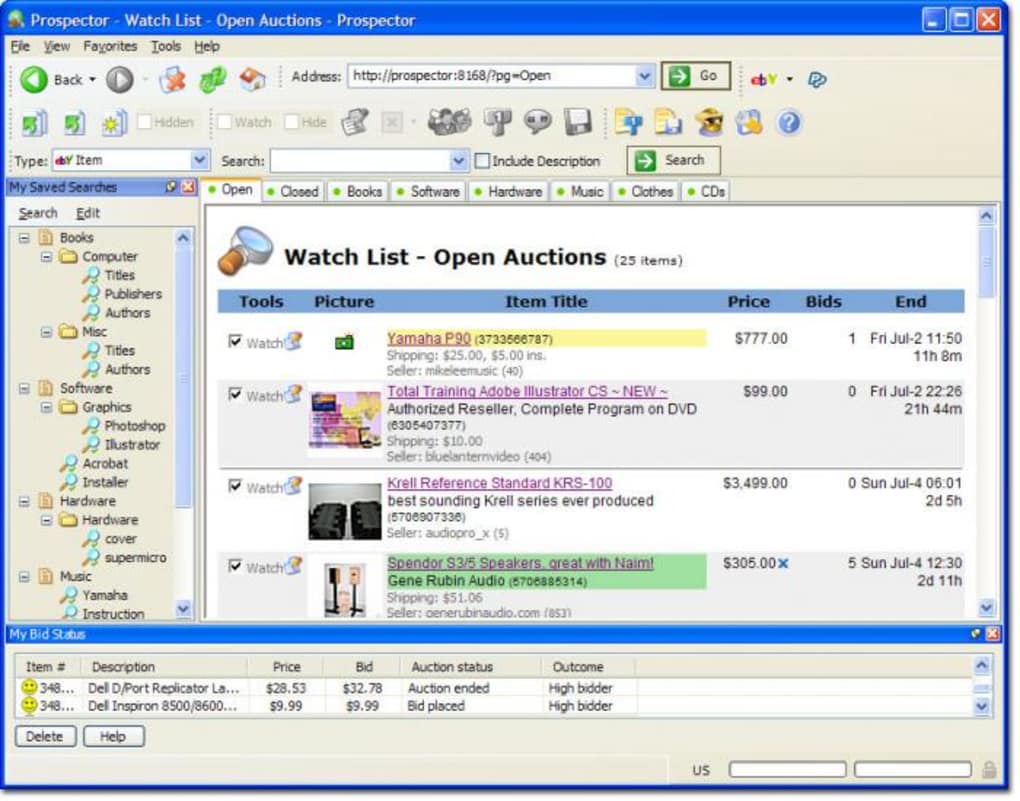 Prospector - Watch List - Open Auctions - Prospector
File View Favorites Tools Help
Back Address: http://prospector:8168/?pg=Open Go ebY
Hidden Watch Hide
Type: ebY Item Search: Include Description Search
My Saved Searches
Search Edit
Books
Computer
Titles
Publishers
Authors
Misc
Titles
Authors
Software
Graphics
Photoshop
Illustrator
Acrobat
Installer
Hardware
Hardware
cover
supermicro
Music
Yamaha
Instruction
Open Closed Books Software Hardware Music Clothes CDs
Watch List - Open Auctions (25 items)
Tools Picture Item Title Price Bids End
Watch Yamaha P90 (3733566787) $777.00 1 Fri Jul-2 11:50
Shipping: $25.00, $5.00 ins. 11h 8m
Seller: mikeleemusic (40)
Watch Total Training Adobe Illustrator CS ~ NEW ~ $99.00 0 Fri Jul-2 22:26
Authorized Reseller, Complete Program on DVD 21h 44m
(6305407377)
Shipping: $10.00
Seller: bluelanternvideo (404)
Watch Krell Reference Standard KRS-100 $3,499.00 0 Sun Jul-4 06:01
best sounding Krell series ever produced 2d 5h
(5706907336)
Seller: audiopro_x (5)
Watch Spendor S3/5 Speakers, great with Naim! $305.00 5 Sun Jul-4 12:30
Gene Rubin Audio (5706885314) 2d 11h
Shipping: $51.06
Seller: generubinaudio.com (853)
My Bid Status
Item # Description Price Bid Auction status Outcome
348... Dell D/Port Replicator La... $28.53 $32.78 Auction ended High bidder
348... Dell Inspiron 8500/8600... $9.99 $9.99 Bid placed High bidder
Delete Help
US